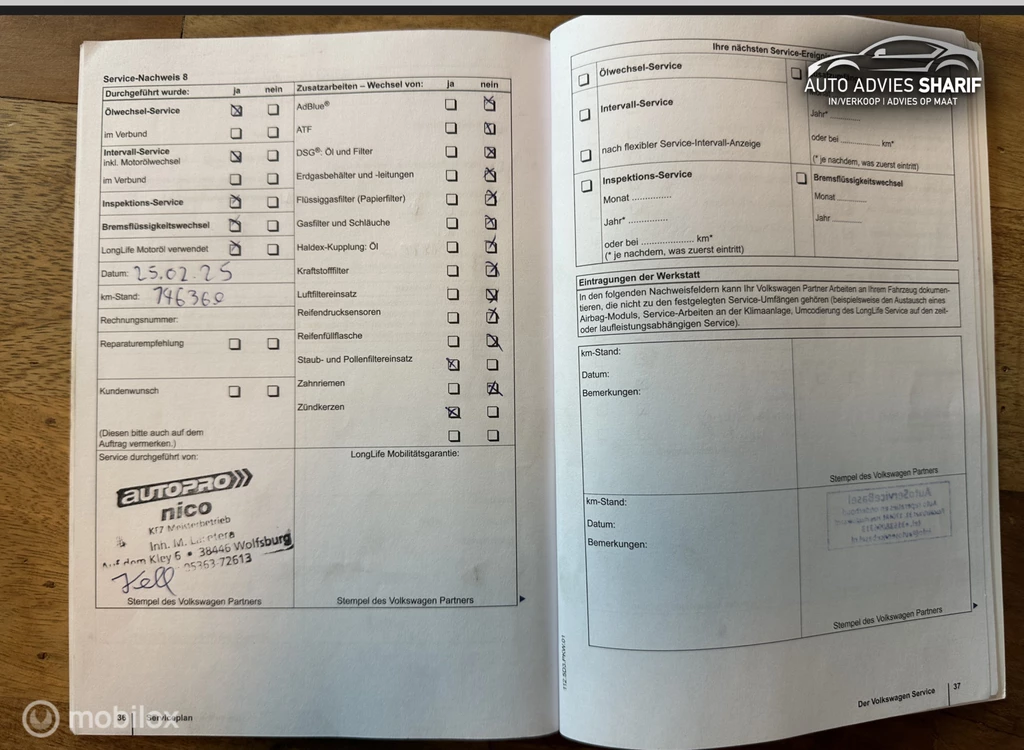 Service-Nachweis 8
Durchgeführt wurde: ja nein
Ölwechsel-Service
im Verbund
Intervall-Service
inkl. Motorölwechsel
im Verbund
Inspektions-Service
Bremsflüssigkeitswechsel
LongLife Motoröl verwendet
Datum: 25.02.25
km-Stand: 146360
Rechnungsnummer:
Reparaturempfehlung
Kundenwunsch
(Diesen bitte auch auf dem
Auftrag vermerken.)
Zusatzarbeiten – Wechsel von: ja nein
AdBlue®
ATF
DSG®: Öl und Filter
Erdgasbehälter und -leitungen
Flüssiggasfilter (Papierfilter)
Gasfilter und Schläuche
Haldex-Kupplung: Öl
Kraftstofffilter
Luftfiltereinsatz
Reifendrucksensoren
Reifenfüllflasche
Staub- und Pollenfiltereinsatz
Zahnriemen
Zündkerzen
Service durchgeführt von:
AUTOPRO
nico
KFZ Meisterbetrieb
Inh. M.
Auf dem Kley 6 • 38446 Wolfsburg
05363-72613
Stempel des Volkswagen Partners
LongLife Mobilitätsgarantie:
Stempel des Volkswagen Partners
36 Serviceplan
Ihre nächsten Service-Ereignisse
Ölwechsel-Service
Intervall-Service
nach flexibler Service-Intervall-Anzeige
Inspektions-Service
Monat ..............
Jahr* ..............
oder bei .................... km*
(* je nachdem, was zuerst eintritt)
Jahr* ..........
oder bei .......... km*
(* je nachdem, was zuerst eintritt)
Bremsflüssigkeitswechsel
Monat ..........
Jahr ..........
Eintragungen der Werkstatt
In den folgenden Nachweisfeldern kann Ihr Volkswagen Partner Arbeiten an Ihrem Fahrzeug dokumen-
tieren, die nicht zu den festgelegten Service-Umfängen gehören (beispielsweise den Austausch eines
Airbag-Moduls, Service-Arbeiten an der Klimaanlage, Umcodierung des LongLife Service auf den zeit-
oder laufleistungsabhängigen Service).
km-Stand:
Datum:
Bemerkungen:
Stempel des Volkswagen Partners
km-Stand:
Datum:
Bemerkungen:
Stempel des Volkswagen Partners
Der Volkswagen Service 37
AUTO ADVIES SHARIF
IN/VERKOOP | ADVIES OP MAAT
mobilox